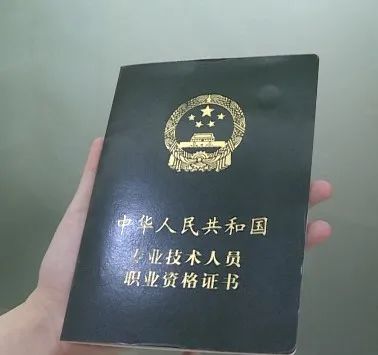 中华人民共和国
专业技术人员
职业资格证书